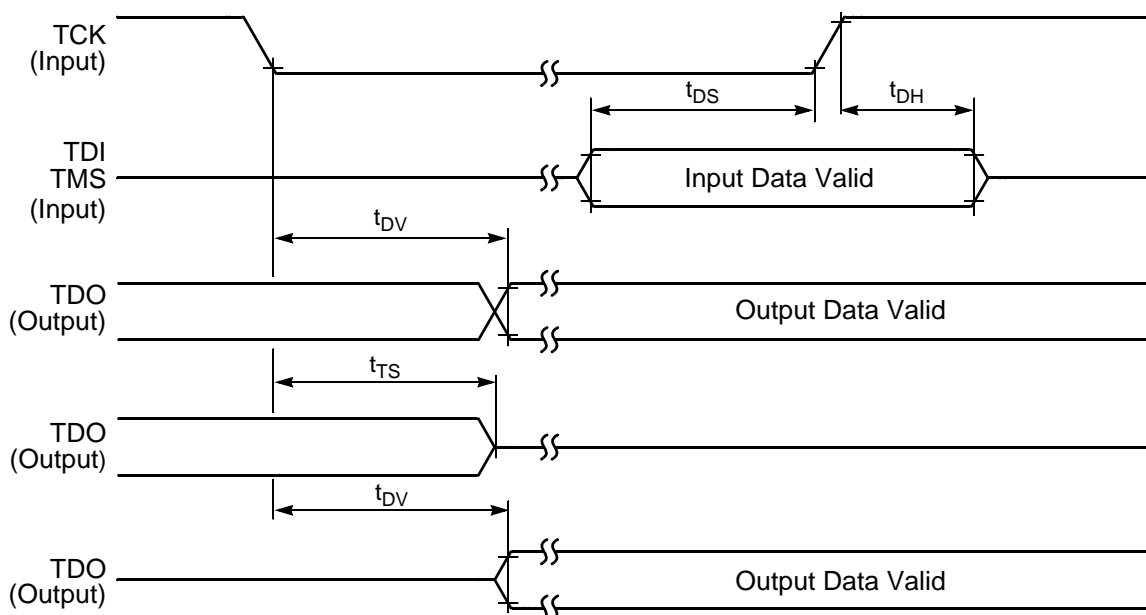 TCK
(Input)
tDS
tDH
TDI
TMS
(Input)
Input Data Valid
tDV
TDO
(Output)
Output Data Valid
tTS
TDO
(Output)
tDV
TDO
(Output)
Output Data Valid